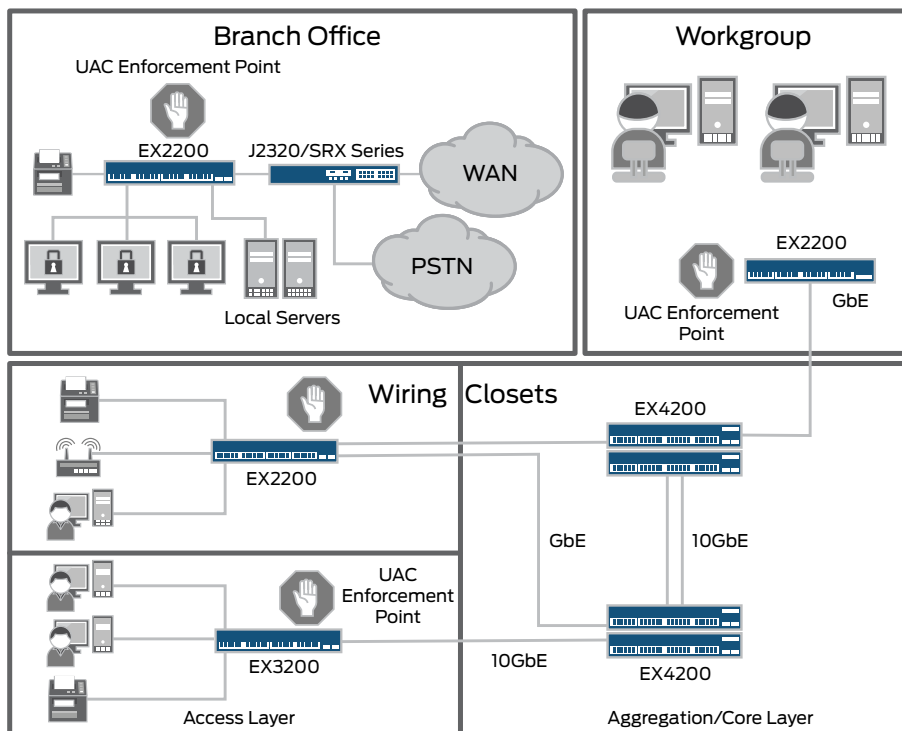 Branch Office
UAC Enforcement Point
EX2200
J2320/SRX Series
WAN
PSTN
Local Servers
Workgroup
EX2200
UAC Enforcement
Point
GbE
Wiring Closets
EX2200
EX4200
GbE
10GbE
UAC
Enforcement
Point
EX3200
10GbE
EX4200
Access Layer
Aggregation/Core Layer